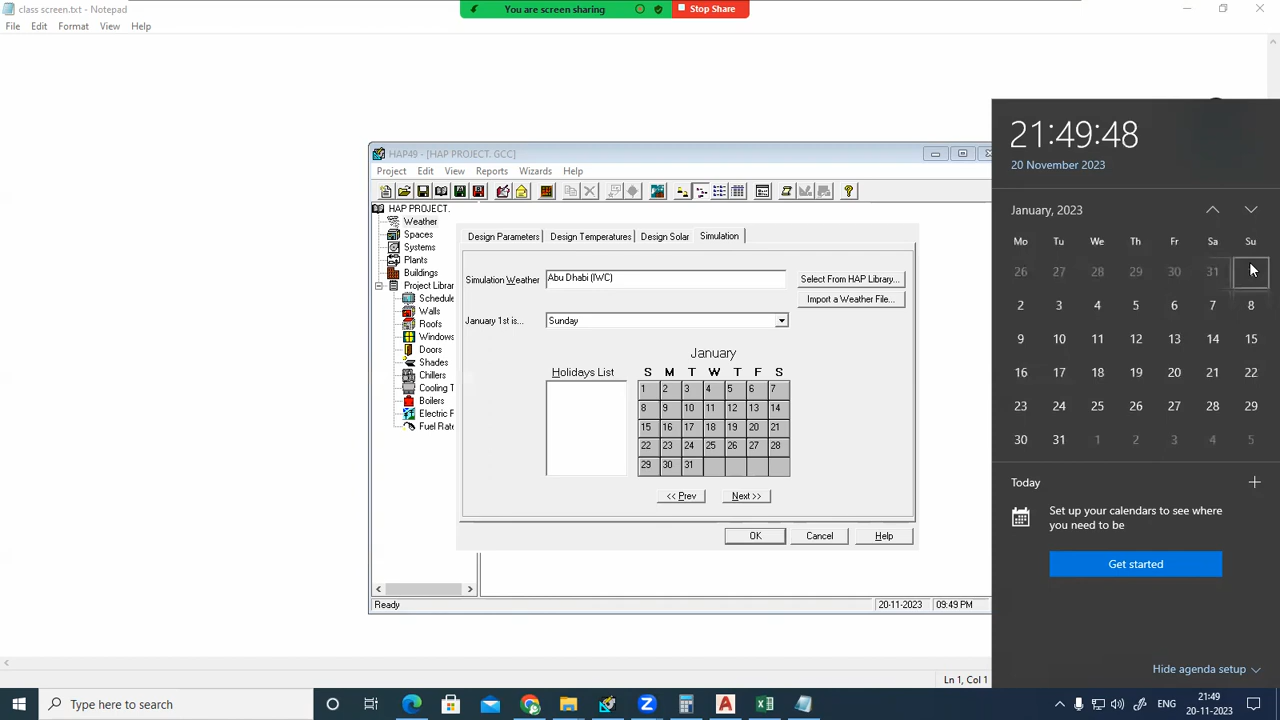 class screen.txt - Notepad
File Edit Format View Help
You are screen sharing
Stop Share
HAP49 - [HAP PROJECT. GCC]
Project Edit View Reports Wizards Help
HAP PROJECT.
Weather
Spaces
Systems
Plants
Buildings
Project Librar
Schedule
Walls
Roofs
Windows
Doors
Shades
Chillers
Cooling T
Boilers
Electric F
Fuel Rate
Design Parameters Design Temperatures Design Solar Simulation
Simulation Weather Abu Dhabi (IWC) Select From HAP Library...
Import a Weather File...
January 1st is... Sunday
January
Holidays List
S M T W T F S
1 2 3 4 5 6 7
8 9 10 11 12 13 14
15 16 17 18 19 20 21
22 23 24 25 26 27 28
29 30 31
<< Prev Next >>
OK Cancel Help
Ready 20-11-2023 09:49 PM
21:49:48
20 November 2023
January, 2023
Mo Tu We Th Fr Sa Su
26 27 28 29 30 31
2 3 4 5 6 7 8
9 10 11 12 13 14 15
16 17 18 19 20 21 22
23 24 25 26 27 28 29
30 31 1 2 3 4 5
Today
Set up your calendars to see where
you need to be
Get started
Hide agenda setup
Ln 1, Col 1
Type here to search
ENG
21:49
20-11-2023